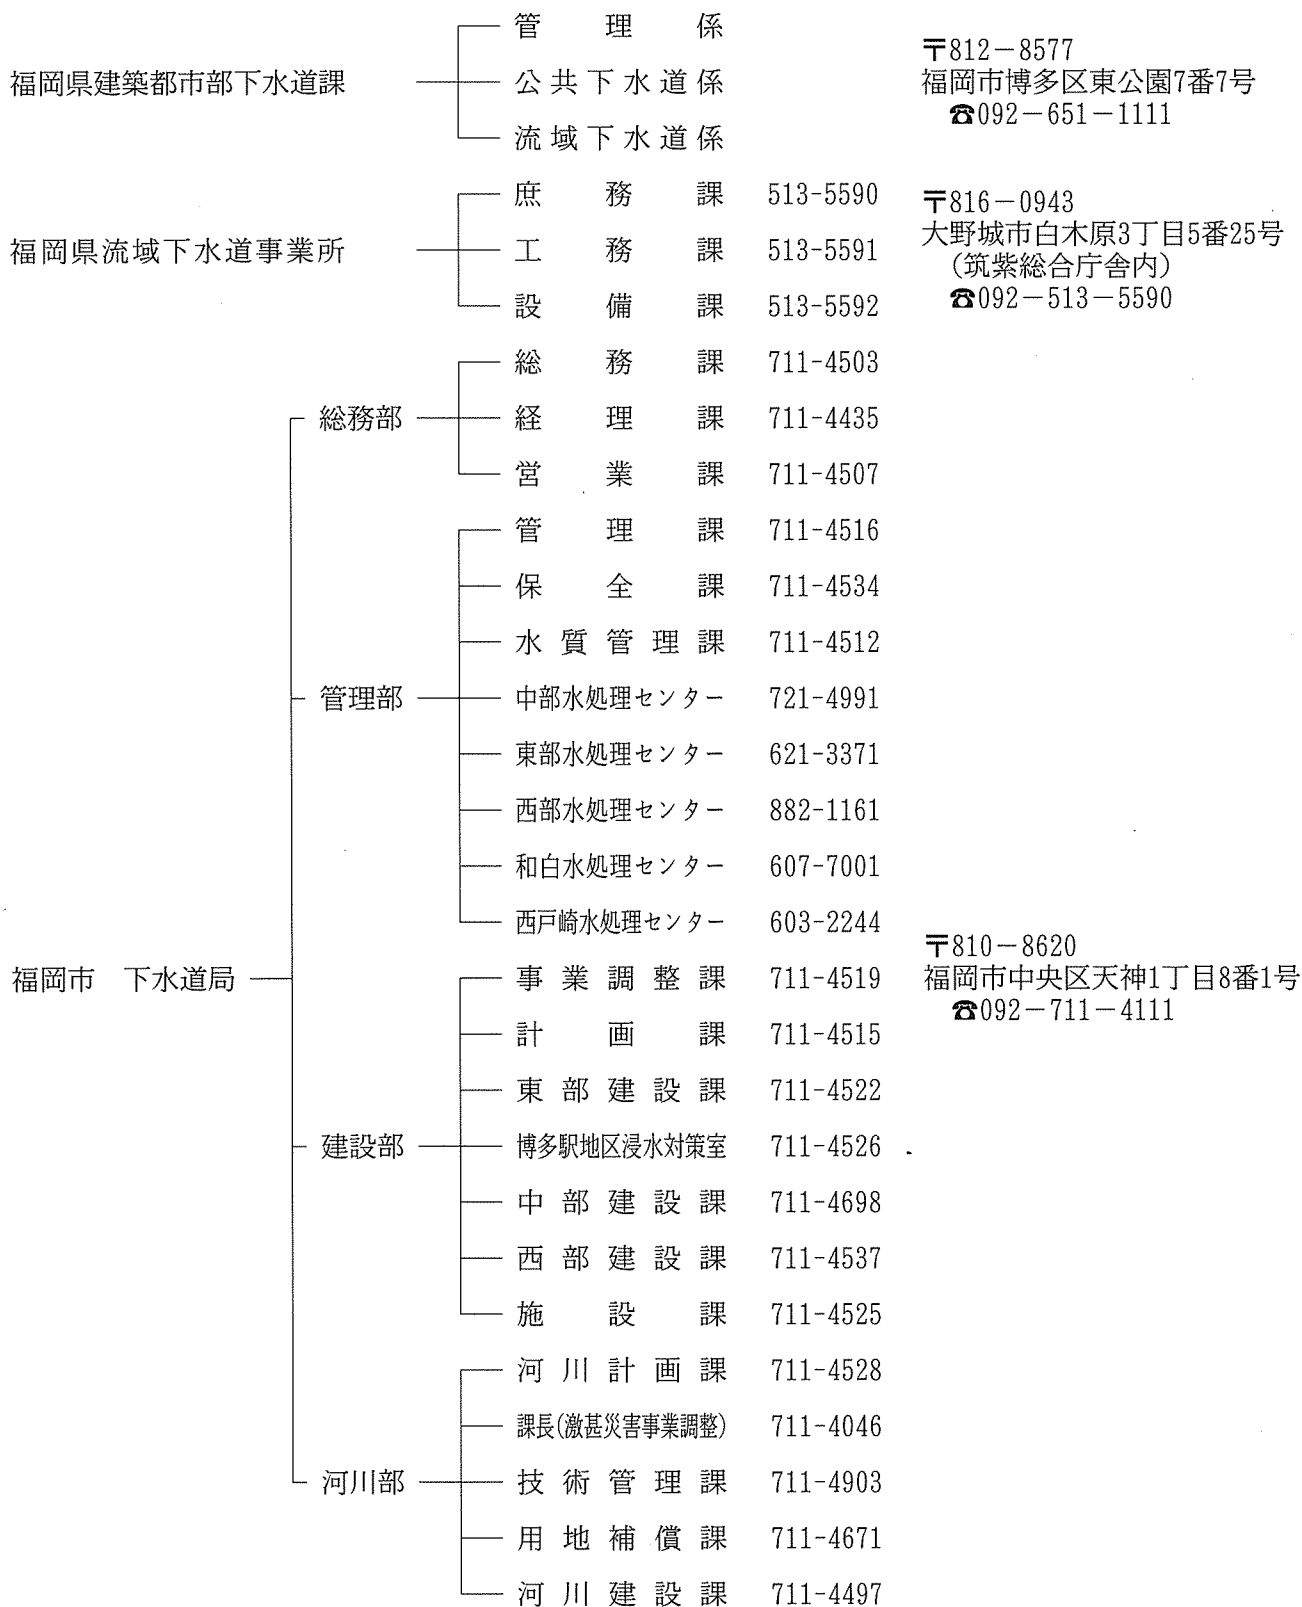 福岡県建築都市部下水道課
管理係
公共下水道係
流域下水道係
〒812－8577
福岡市博多区東公園7番7号
☎092－651－1111
福岡県流域下水道事業所
庶務課 513-5590
工務課 513-5591
設備課 513-5592
〒816－0943
大野城市白木原3丁目5番25号
（筑紫総合庁舎内）
☎092－513－5590
福岡市 下水道局
総務部
総務課 711-4503
経理課 711-4435
営業課 711-4507
管理部
管理課 711-4516
保全課 711-4534
水質管理課 711-4512
中部水処理センター 721-4991
東部水処理センター 621-3371
西部水処理センター 882-1161
和白水処理センター 607-7001
西戸崎水処理センター 603-2244
建設部
事業調整課 711-4519
計画課 711-4515
東部建設課 711-4522
博多駅地区浸水対策室 711-4526
中部建設課 711-4698
西部建設課 711-4537
施設課 711-4525
河川部
河川計画課 711-4528
課長（激甚災害事業調整） 711-4046
技術管理課 711-4903
用地補償課 711-4671
河川建設課 711-4497
〒810－8620
福岡市中央区天神1丁目8番1号
☎092－711－4111